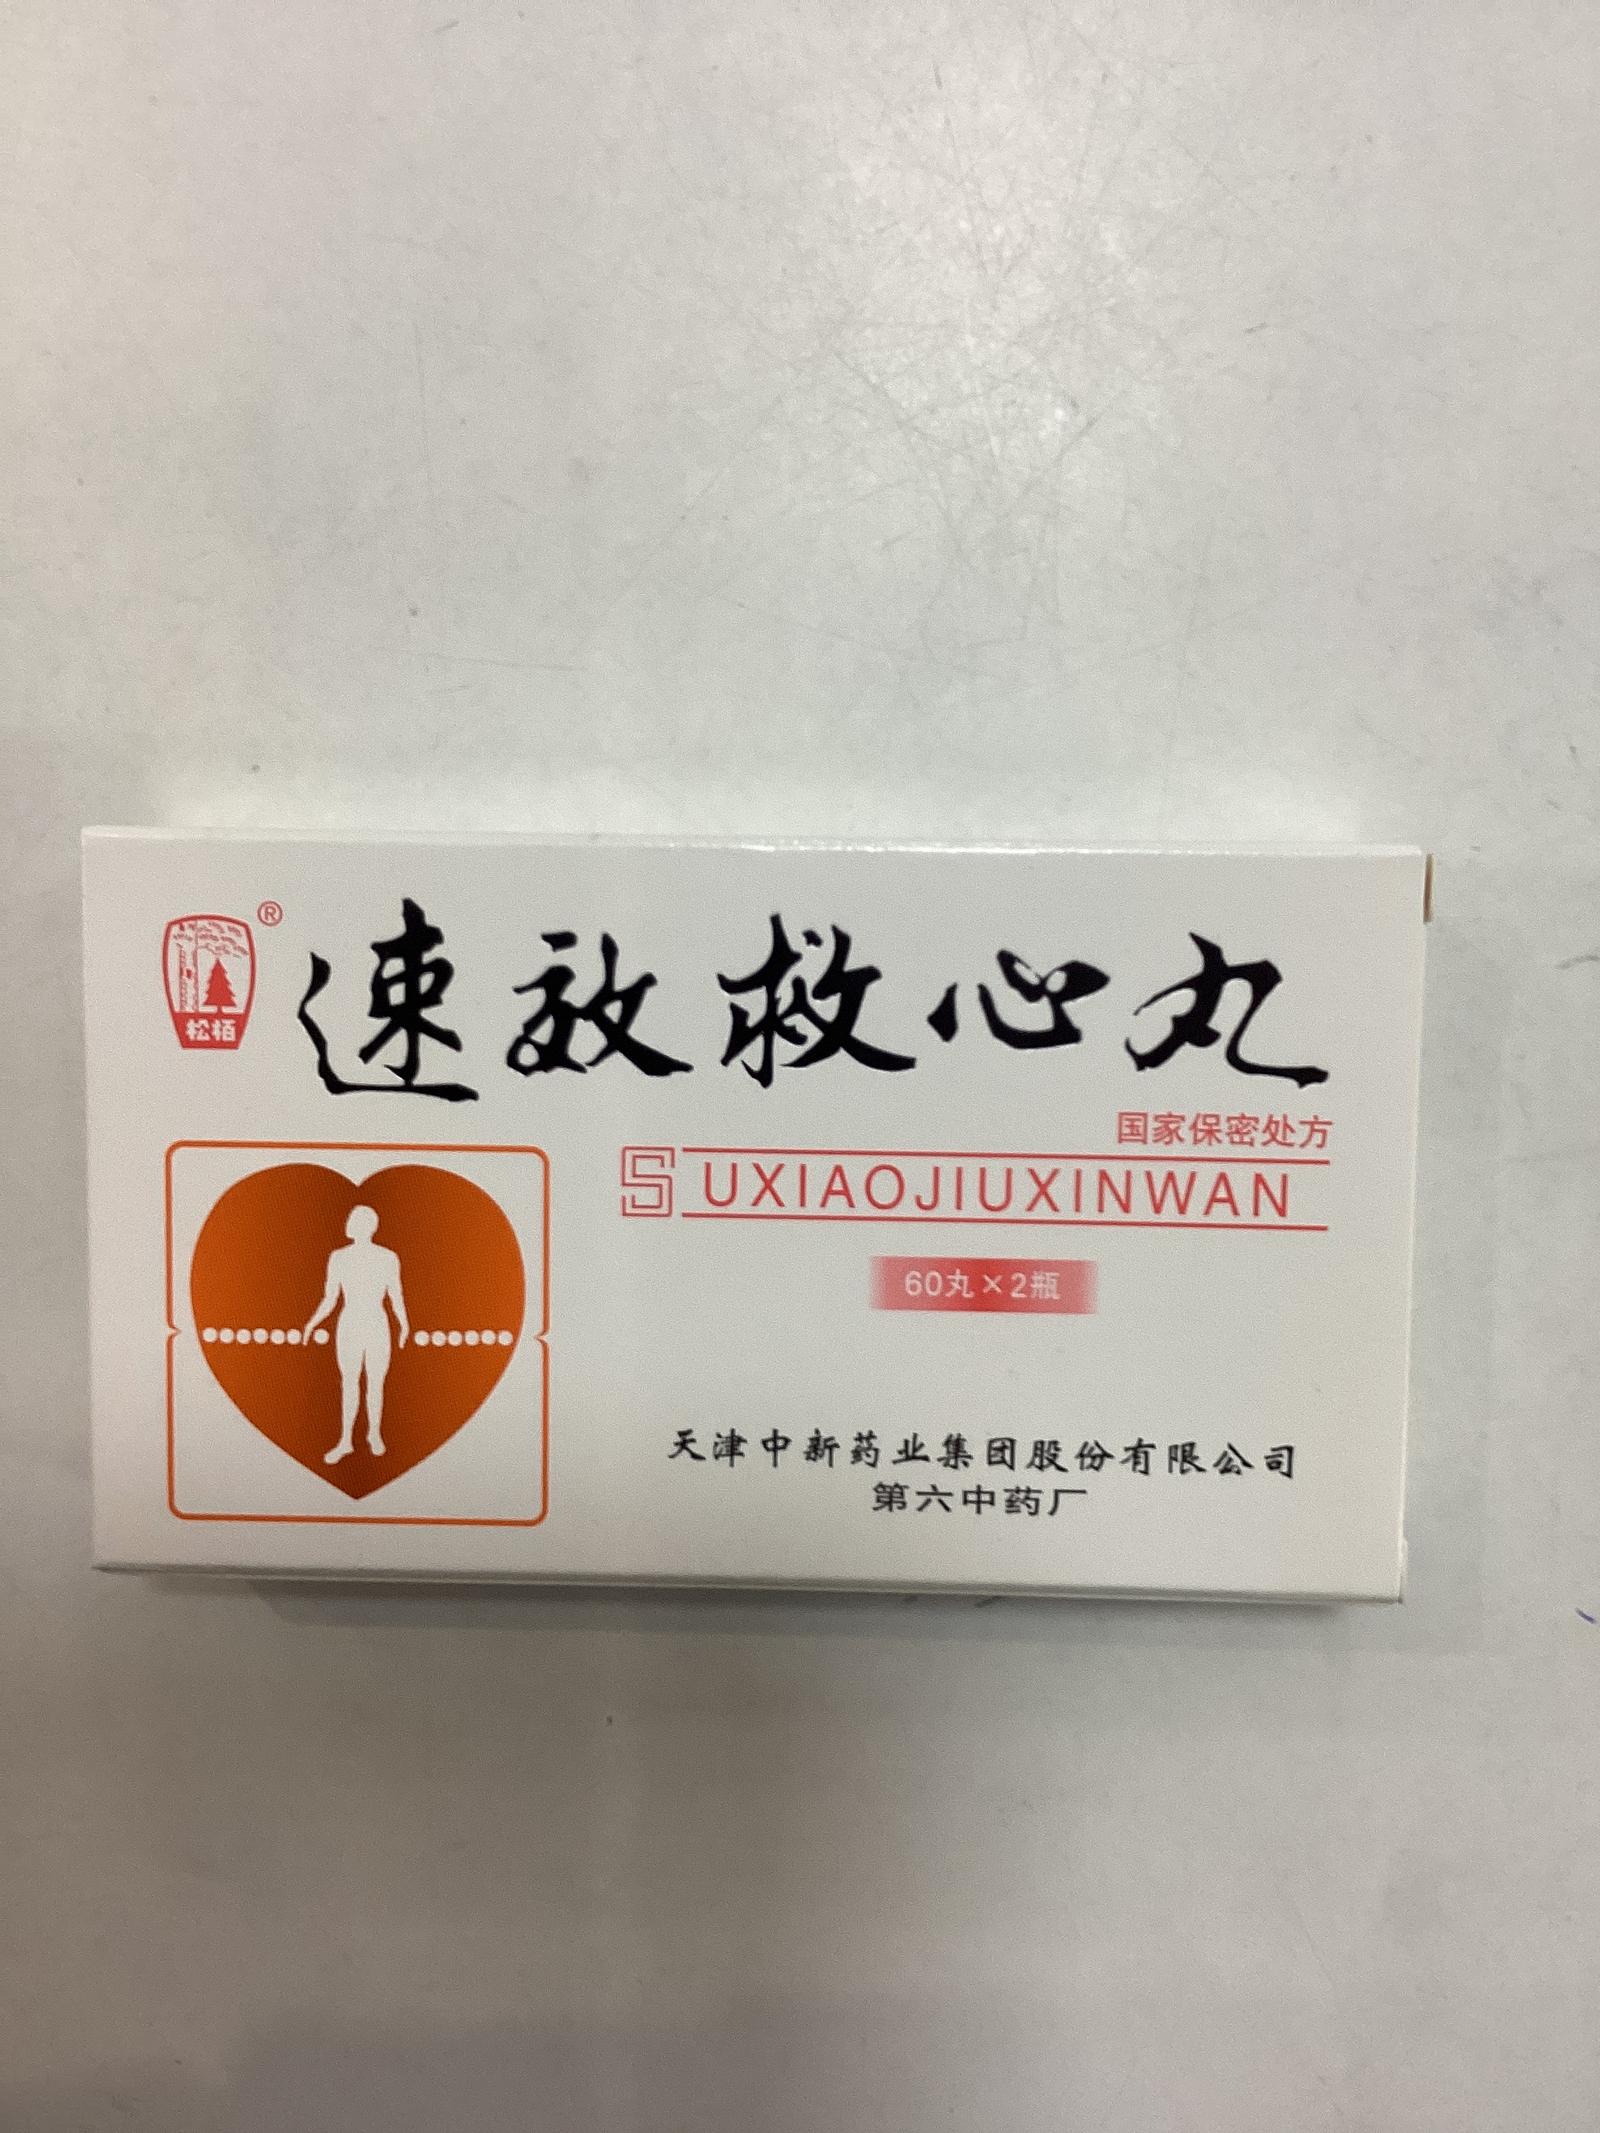 ®
松栢
速效救心丸
国家保密处方
SUXIAOJIUXINWAN
60丸×2瓶
天津中新药业集团股份有限公司
第六中药厂